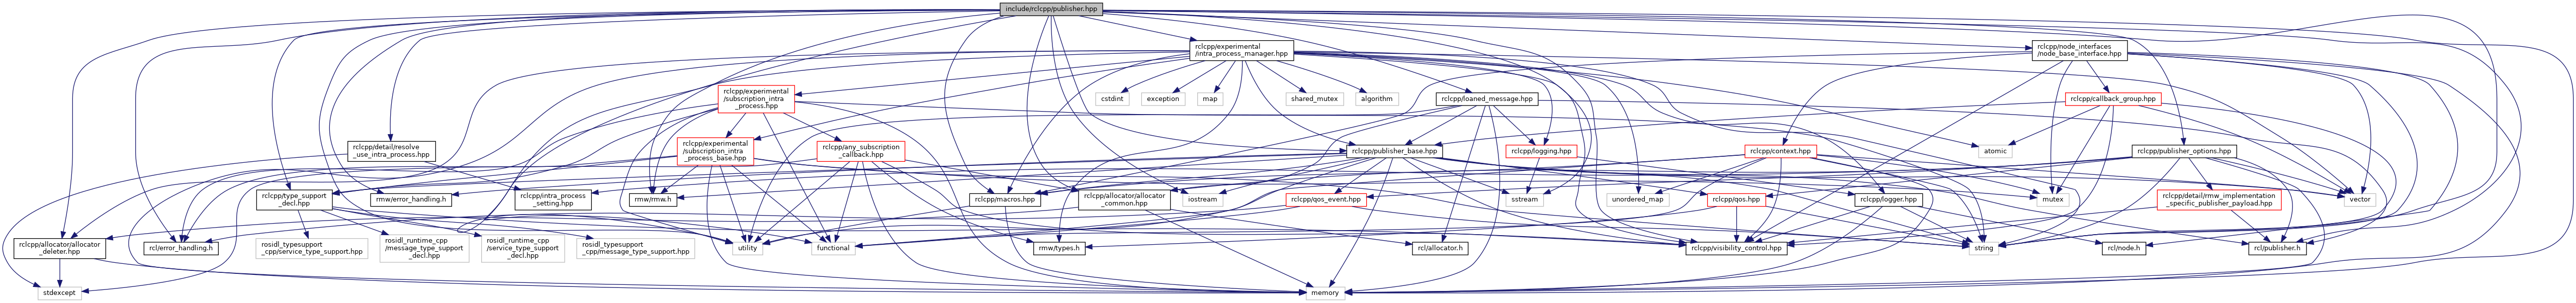 include/rclcpp/publisher.hpp
rclcpp/experimental
/intra_process_manager.hpp
rclcpp/node_interfaces
/node_base_interface.hpp
rclcpp/experimental
/subscription_intra
_process.hpp
cstdint
exception
map
shared_mutex
algorithm
rclcpp/loaned_message.hpp
rclcpp/callback_group.hpp
rclcpp/detail/resolve
_use_intra_process.hpp
rclcpp/experimental
/subscription_intra
_process_base.hpp
rclcpp/any_subscription
_callback.hpp
rclcpp/publisher_base.hpp
rclcpp/logging.hpp
rclcpp/context.hpp
atomic
rclcpp/publisher_options.hpp
rclcpp/type_support
_decl.hpp
rmw/error_handling.h
rclcpp/intra_process
_setting.hpp
rmw/rmw.h
rclcpp/macros.hpp
rclcpp/allocator/allocator
_common.hpp
iostream
rclcpp/qos_event.hpp
sstream
unordered_map
rclcpp/qos.hpp
rclcpp/logger.hpp
mutex
rclcpp/detail/rmw_implementation
_specific_publisher_payload.hpp
vector
rclcpp/allocator/allocator
_deleter.hpp
rcl/error_handling.h
rosidl_typesupport
_cpp/service_type_support.hpp
rosidl_runtime_cpp
/message_type_support
_decl.hpp
rosidl_runtime_cpp
/service_type_support
_decl.hpp
rosidl_typesupport
_cpp/message_type_support.hpp
utility
functional
rmw/types.h
rcl/allocator.h
rclcpp/visibility_control.hpp
string
rcl/node.h
rcl/publisher.h
stdexcept
memory